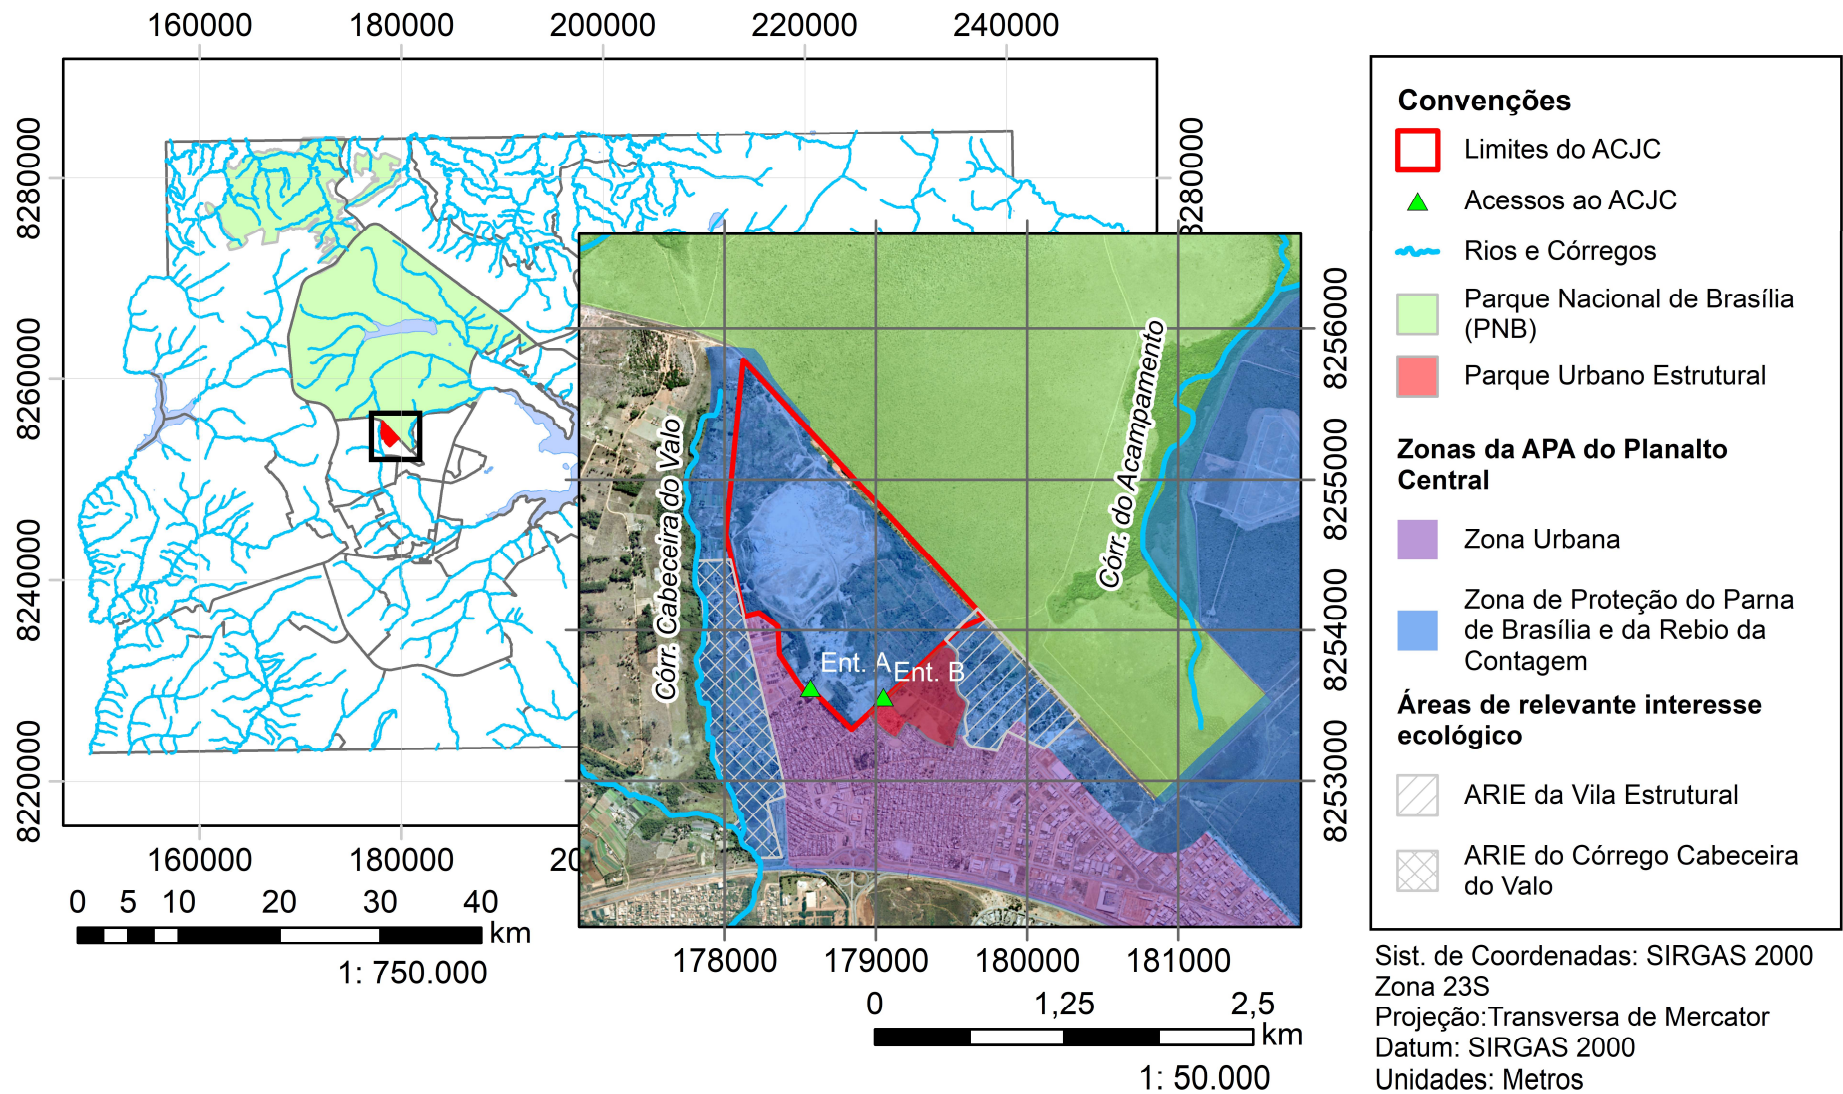 160000
180000
200000
220000
240000
8280000
8260000
8240000
8220000
8280000
160000
180000
20
0
5
10
20
30
40
km
1: 750.000
Córr. Cabeceira do Valo
Córr. do Acampamento
Ent. A
Ent. B
8256000
8255000
8254000
8253000
178000
179000
180000
181000
0
1,25
2,5
km
1: 50.000
Convenções
Limites do ACJC
Acessos ao ACJC
Rios e Córregos
Parque Nacional de Brasília
(PNB)
Parque Urbano Estrutural
Zonas da APA do Planalto
Central
Zona Urbana
Zona de Proteção do Parna
de Brasília e da Rebio da
Contagem
Áreas de relevante interesse
ecológico
ARIE da Vila Estrutural
ARIE do Córrego Cabeceira
do Valo
Sist. de Coordenadas: SIRGAS 2000
Zona 23S
Projeção:Transversa de Mercator
Datum: SIRGAS 2000
Unidades: Metros